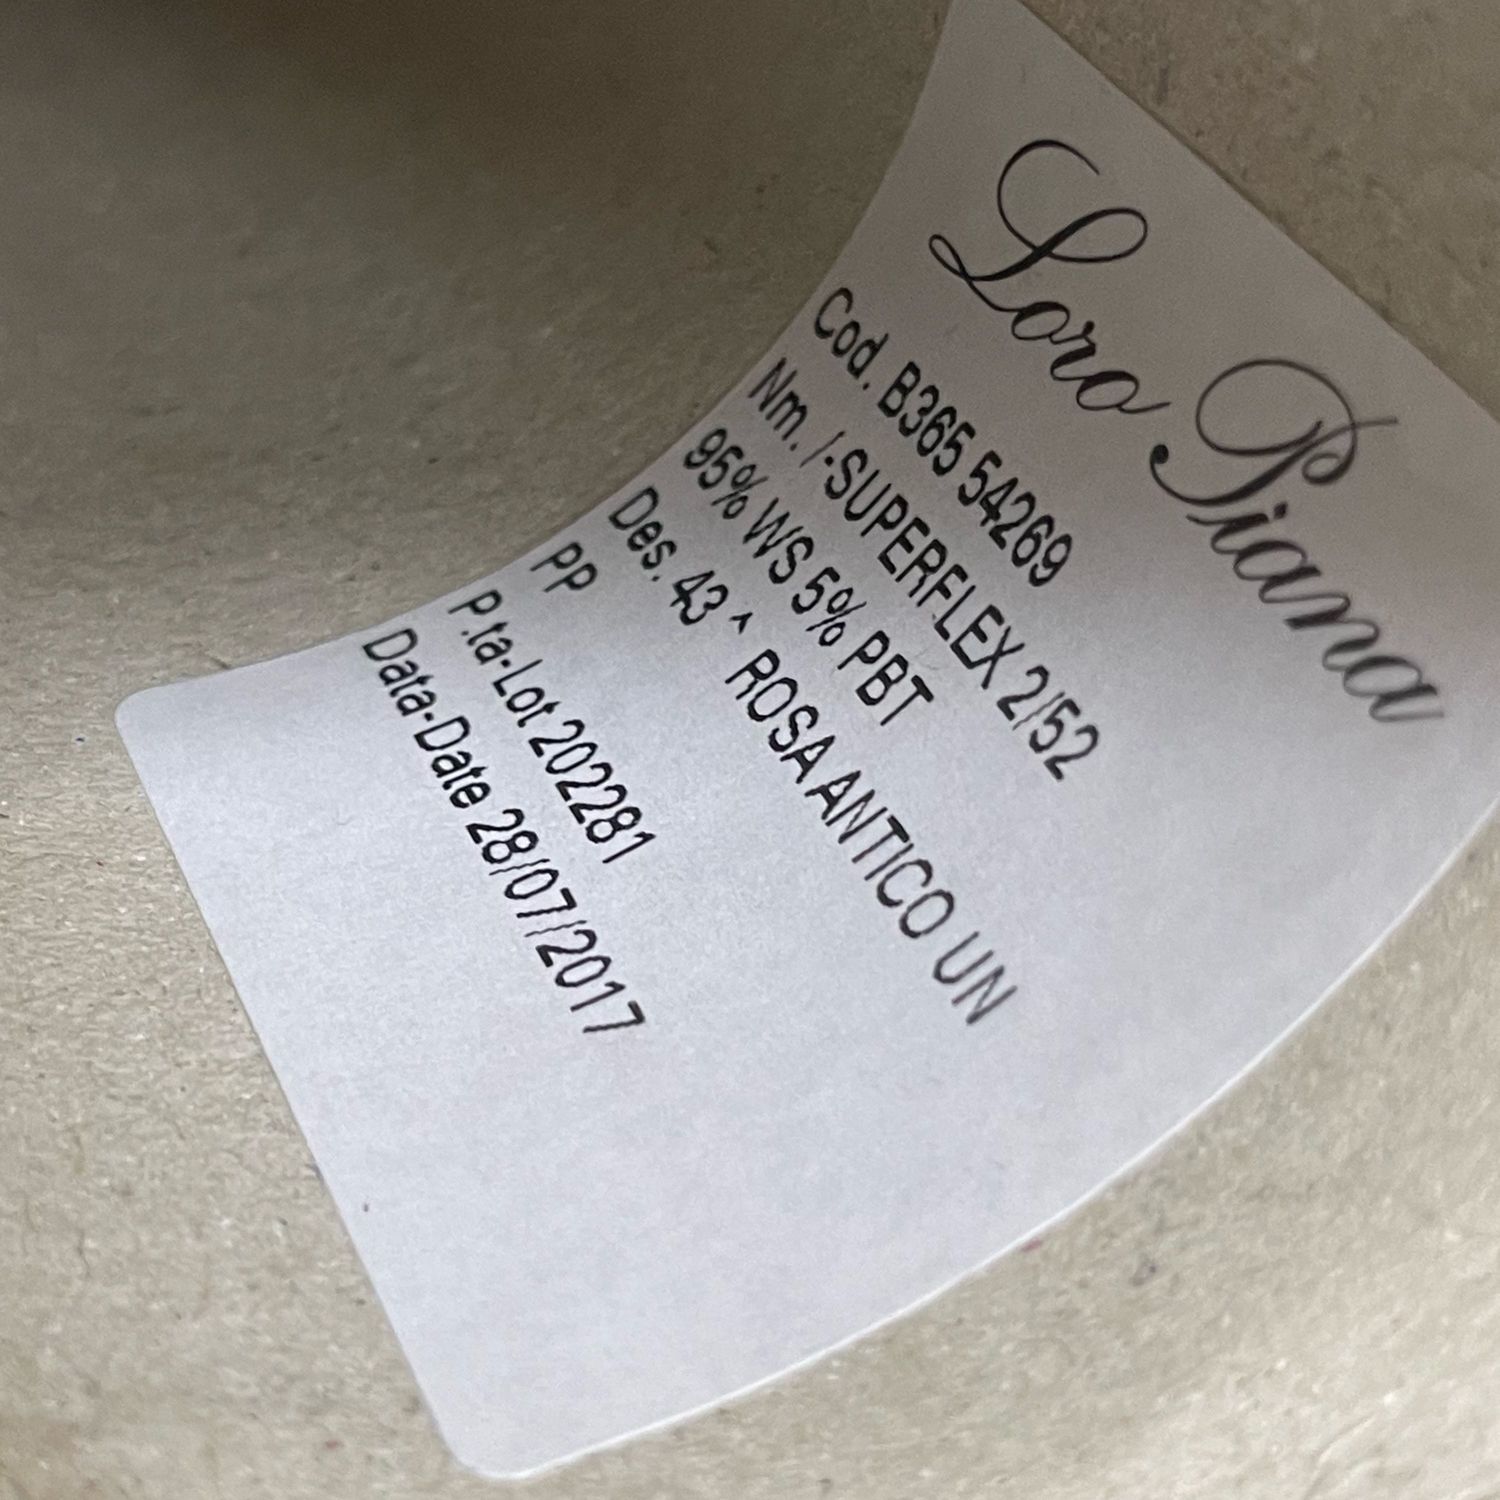 Loro Piana
Cod. B365 54269
Nm. /-SUPERFLEX 2/52
95% WS 5% PBT
Des. 43 ^ ROSA ANTICO UN
PP
P.ta-Lot 202281
Data-Date 28/07/2017